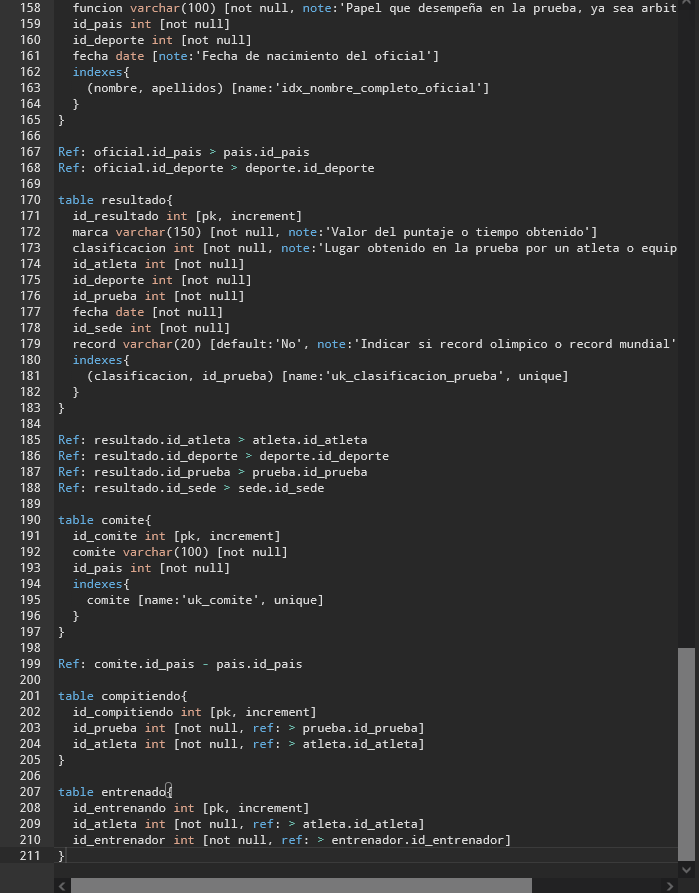 158 funcion varchar(100) [not null, note:'Papel que desempeña en la prueba, ya sea arbit
159 id_pais int [not null]
160 id_deporte int [not null]
161 fecha date [note:'Fecha de nacimiento del oficial']
162 indexes{
163 (nombre, apellidos) [name:'idx_nombre_completo_oficial']
164 }
165 }
166
167 Ref: oficial.id_pais > pais.id_pais
168 Ref: oficial.id_deporte > deporte.id_deporte
169
170 table resultado{
171 id_resultado int [pk, increment]
172 marca varchar(150) [not null, note:'Valor del puntaje o tiempo obtenido']
173 clasificacion int [not null, note:'Lugar obtenido en la prueba por un atleta o equip
174 id_atleta int [not null]
175 id_deporte int [not null]
176 id_prueba int [not null]
177 fecha date [not null]
178 id_sede int [not null]
179 record varchar(20) [default:'No', note:'Indicar si record olimpico o record mundial'
180 indexes{
181 (clasificacion, id_prueba) [name:'uk_clasificacion_prueba', unique]
182 }
183 }
184
185 Ref: resultado.id_atleta > atleta.id_atleta
186 Ref: resultado.id_deporte > deporte.id_deporte
187 Ref: resultado.id_prueba > prueba.id_prueba
188 Ref: resultado.id_sede > sede.id_sede
189
190 table comite{
191 id_comite int [pk, increment]
192 comite varchar(100) [not null]
193 id_pais int [not null]
194 indexes{
195 comite [name:'uk_comite', unique]
196 }
197 }
198
199 Ref: comite.id_pais - pais.id_pais
200
201 table compitiendo{
202 id_compitiendo int [pk, increment]
203 id_prueba int [not null, ref: > prueba.id_prueba]
204 id_atleta int [not null, ref: > atleta.id_atleta]
205 }
206
207 table entrenado{
208 id_entrenando int [pk, increment]
209 id_atleta int [not null, ref: > atleta.id_atleta]
210 id_entrenador int [not null, ref: > entrenador.id_entrenador]
211 }